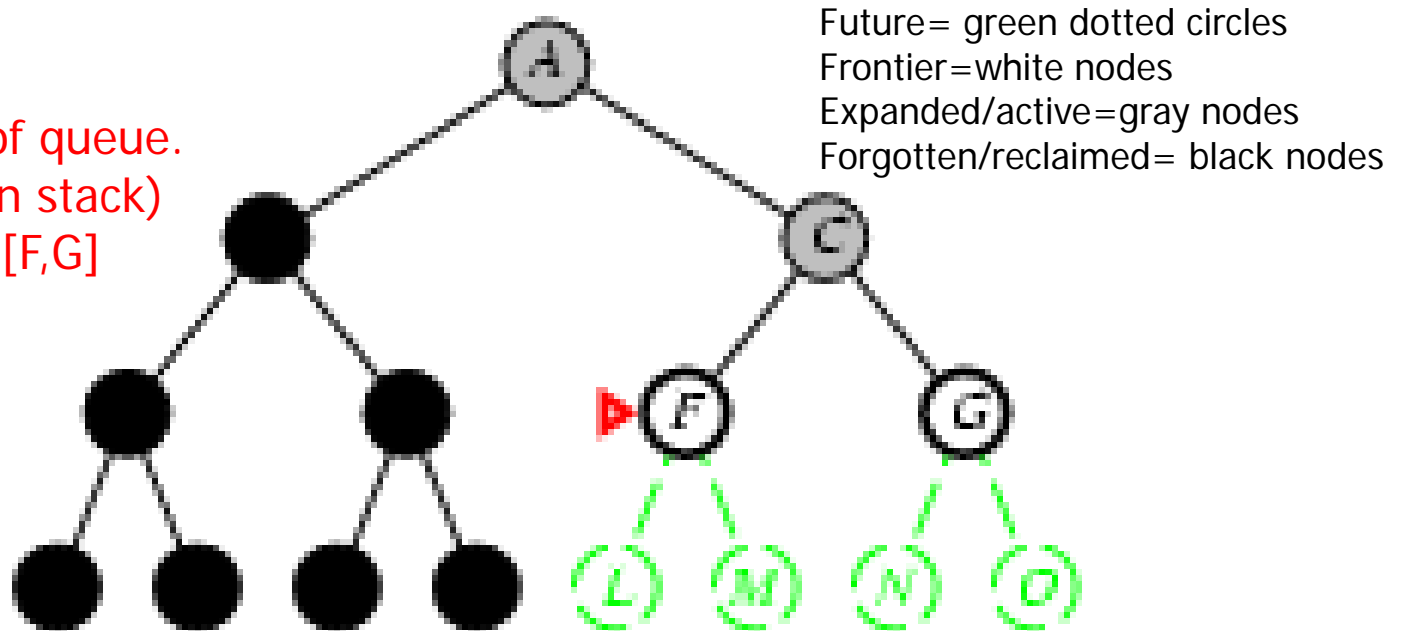 Future= green dotted circles
Frontier=white nodes
Expanded/active=gray nodes
Forgotten/reclaimed= black nodes
of queue.
n stack)
[F,G]
A
C
F
G
L
M
N
O